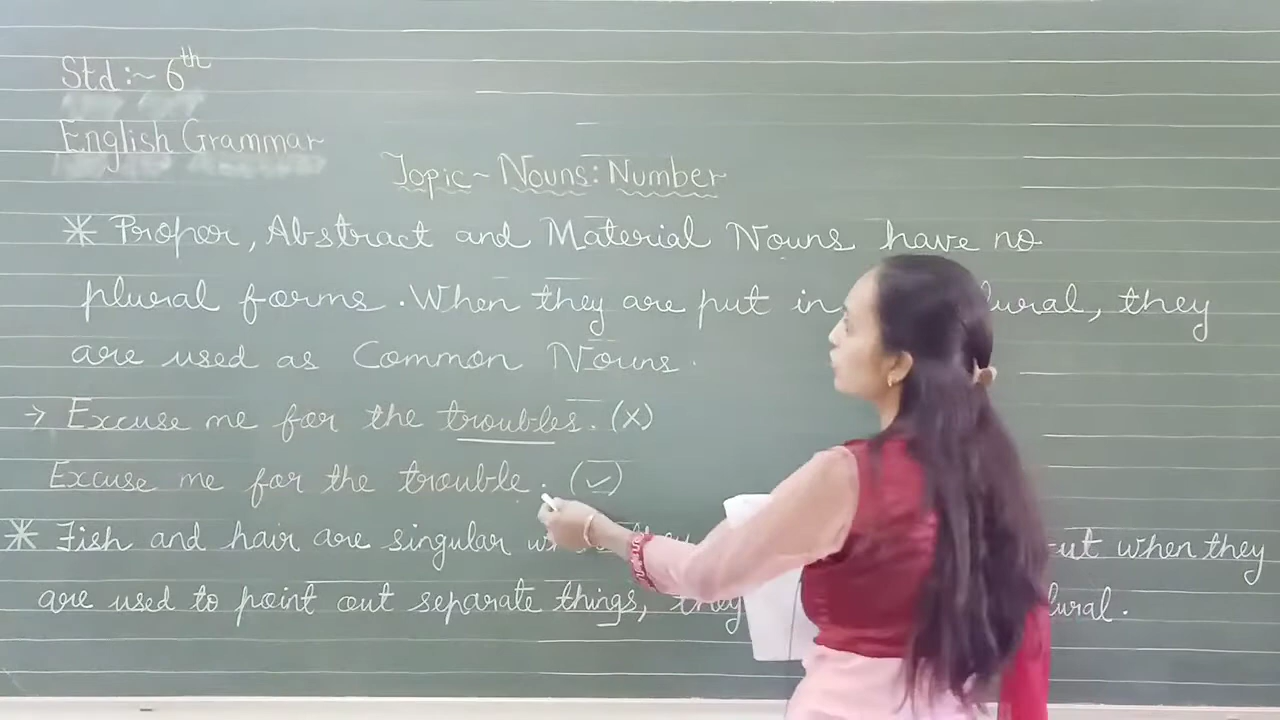 Std :~ 6th
English Grammar
Topic ~ Nouns: Number
* Proper, Abstract and Material Nouns have no
plural forms. When they are put in plural, they
are used as Common Nouns.
→ Excuse me for the troubles. (X)
Excuse me for the trouble. (✓)
* Fish and hair are singular but when they
are used to point out separate things, they plural.